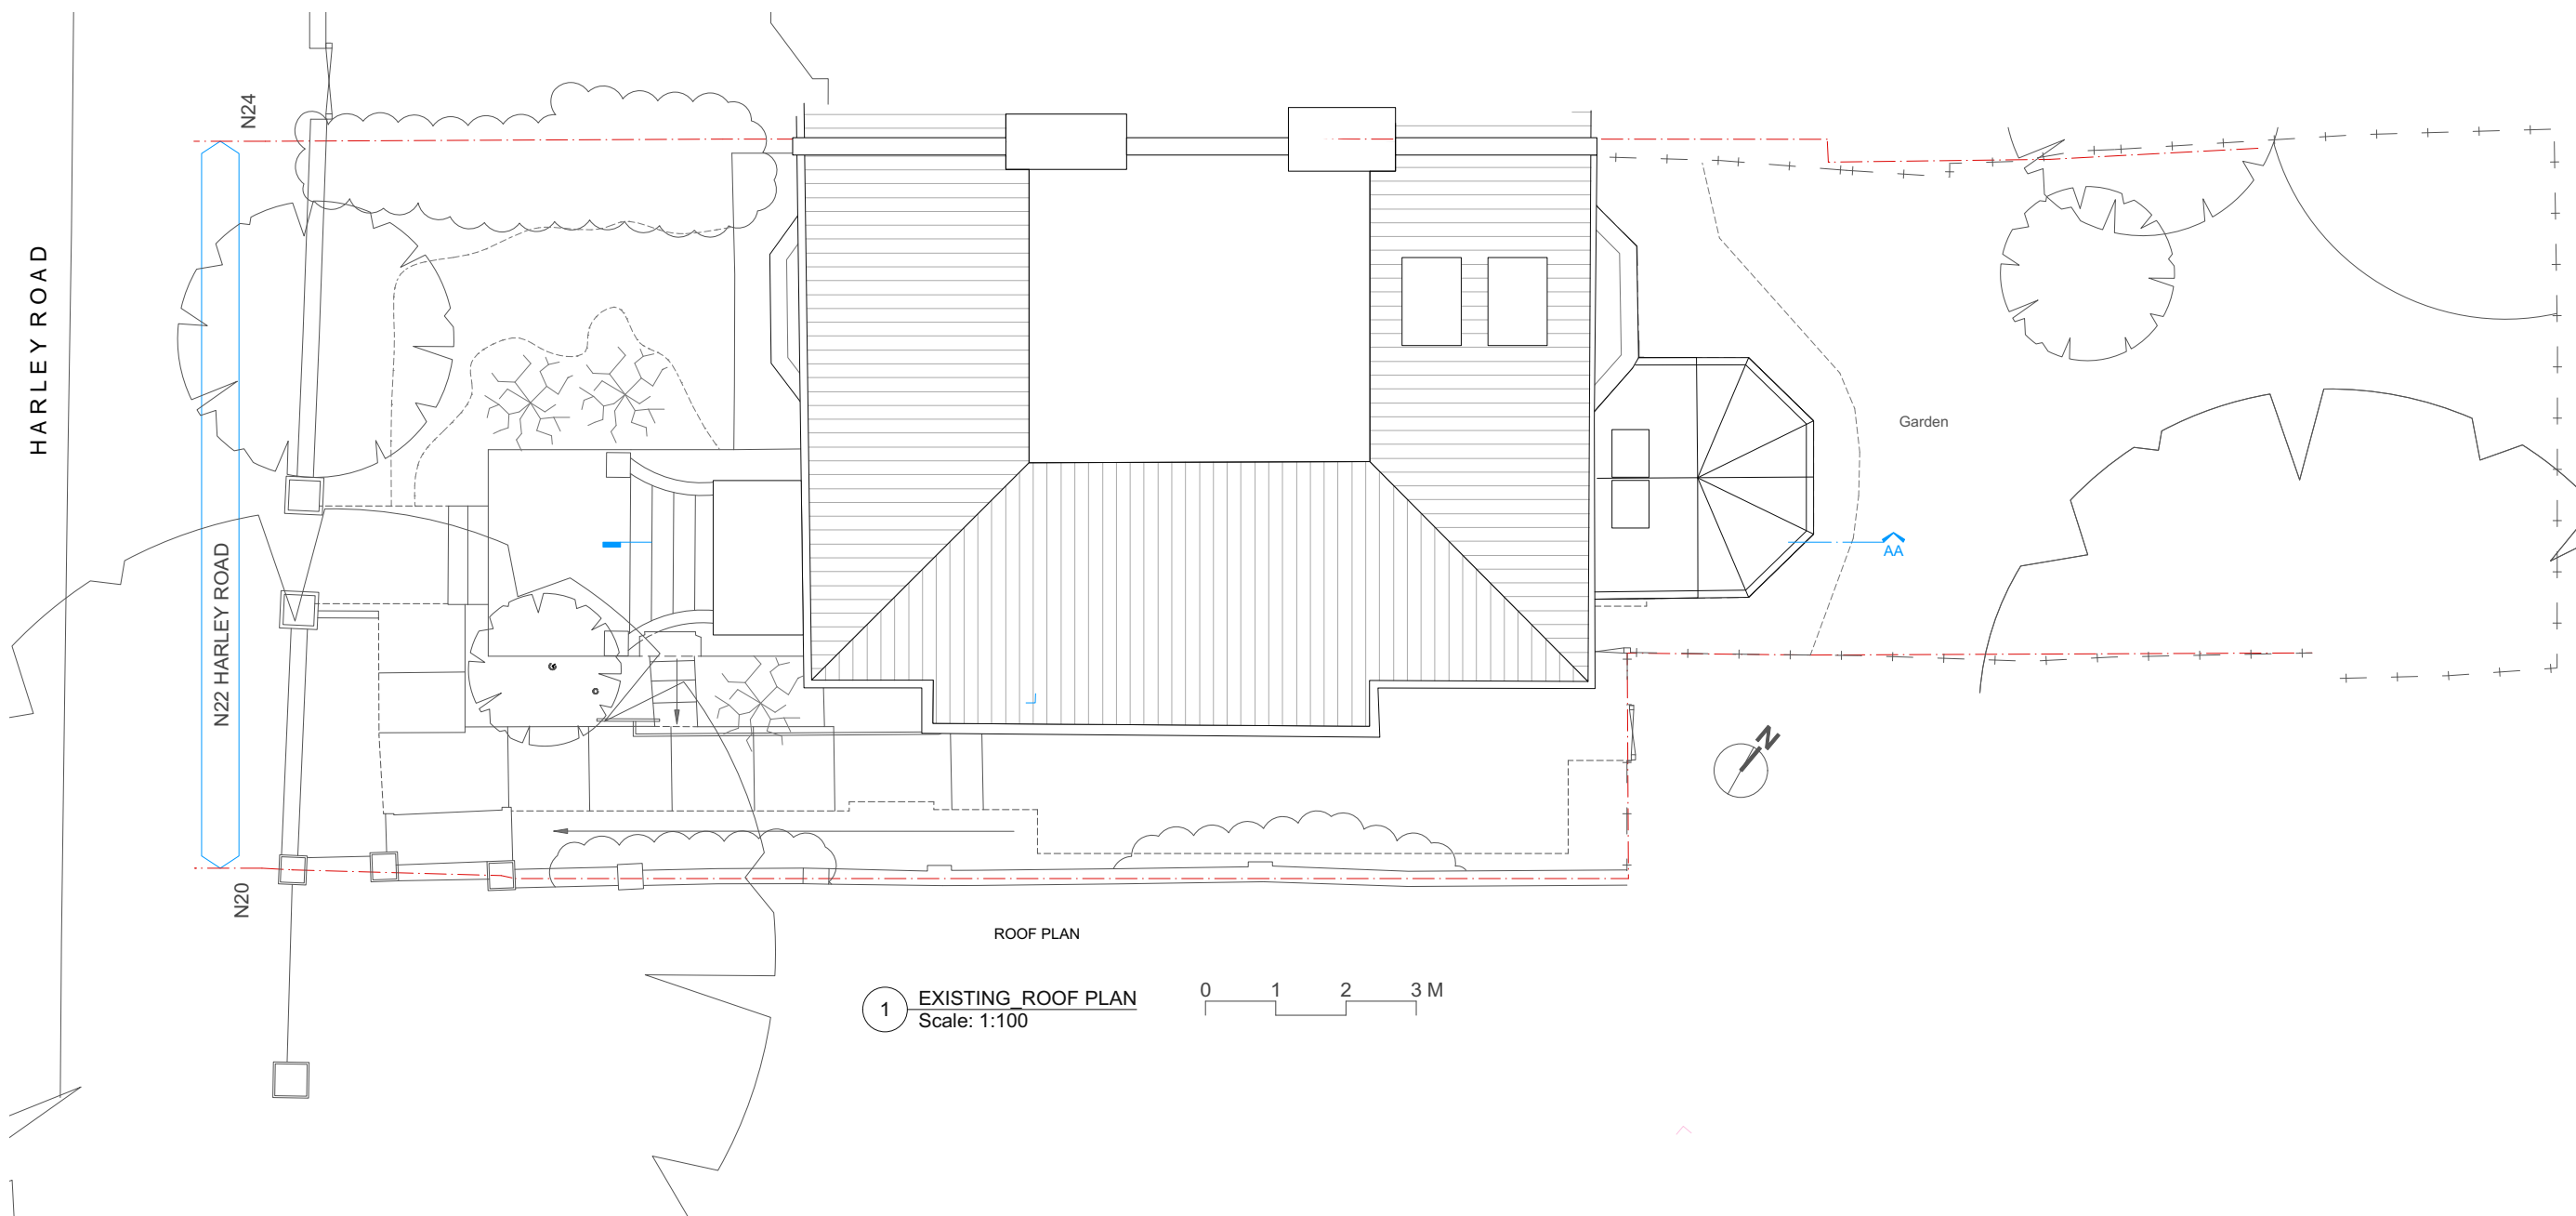 N24
HARLEY ROAD
N22 HARLEY ROAD
N20
Garden
AA
N
ROOF PLAN
1
EXISTING_ROOF PLAN
Scale: 1:100
0 1 2 3 M